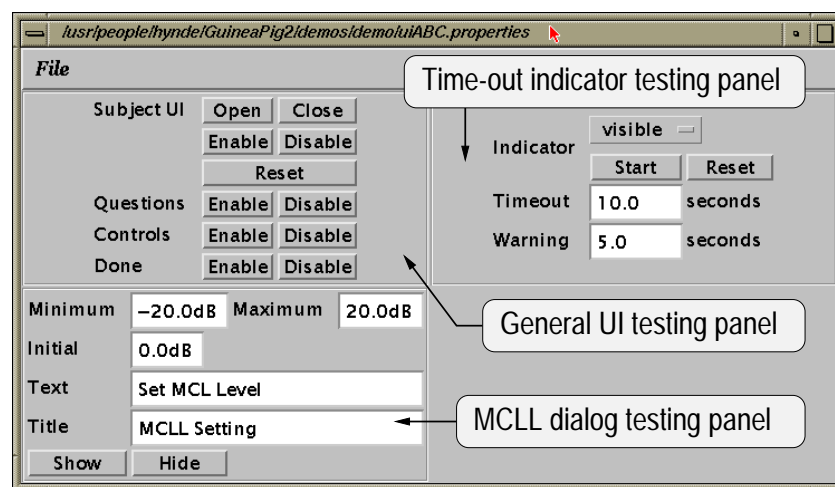 /usr/people/hynde/GuineaPig2/demos/demo/uiABC.properties
File
Time-out indicator testing panel
Subject UI Open Close
Enable Disable
Reset
Questions Enable Disable
Controls Enable Disable
Done Enable Disable
Indicator visible
Start Reset
Timeout 10.0 seconds
Warning 5.0 seconds
General UI testing panel
Minimum -20.0dB Maximum 20.0dB
Initial 0.0dB
Text Set MCL Level
Title MCLL Setting
MCLL dialog testing panel
Show Hide